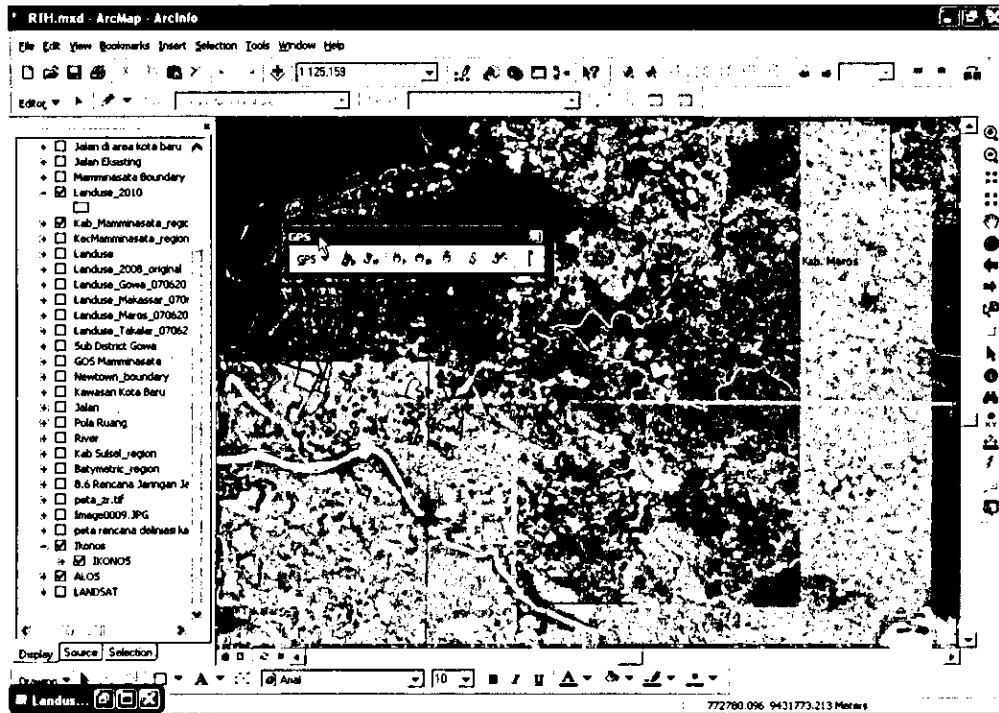 RTH.mxd - ArcMap - ArcInfo
File Edit View Bookmarks Insert Selection Tools Window Help
1:125,159
Editor
Jalan di area kota baru
Jalan Eksisting
Mamminasata Boundary
Landuse_2010
Kab_Mamminasata_regic
KecMamminasata_region
Landuse
Landuse_2008_original
Landuse_Gowa_070620
Landuse_Makassar_070
Landuse_Maros_070620
Landuse_Takalar_07062
Sub District Gowa
GOS Mamminasata
Newtown_boundary
Kawasan Kota Baru
Jalan
Pola Ruang
River
Kab Sulsel_region
Batymetric_region
8.6 Rencana Jaringan Ja
peta_zr.tif
Image0009.JPG
peta rencana deliniasi ka
Ikonos
IKONOS
ALOS
LANDSAT
GPS
GPS
Kab. Maros
XY
Display Source Selection
Drawing
A
Arial
10
B I U A
Landus...
772780.096 9431773.213 Meters